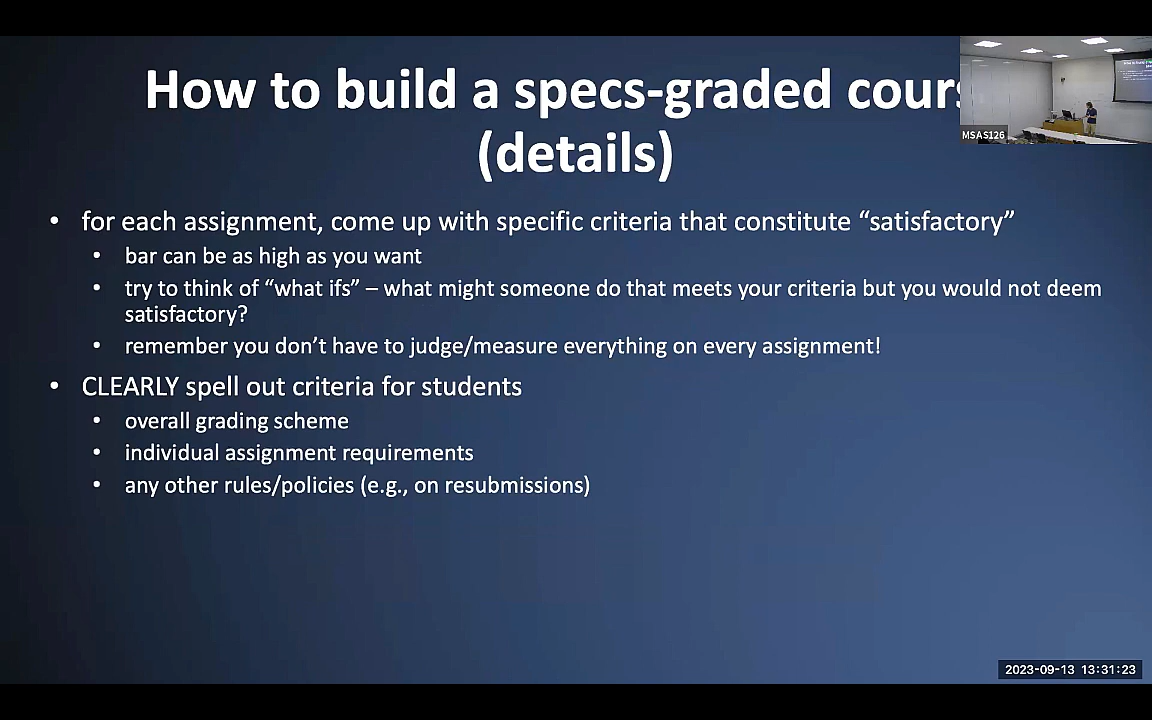 How to build a specs-graded cours
(details)
MSAS126
• for each assignment, come up with specific criteria that constitute “satisfactory”
• bar can be as high as you want
• try to think of “what ifs” – what might someone do that meets your criteria but you would not deem
satisfactory?
• remember you don’t have to judge/measure everything on every assignment!
• CLEARLY spell out criteria for students
• overall grading scheme
• individual assignment requirements
• any other rules/policies (e.g., on resubmissions)
2023-09-13 13:31:23